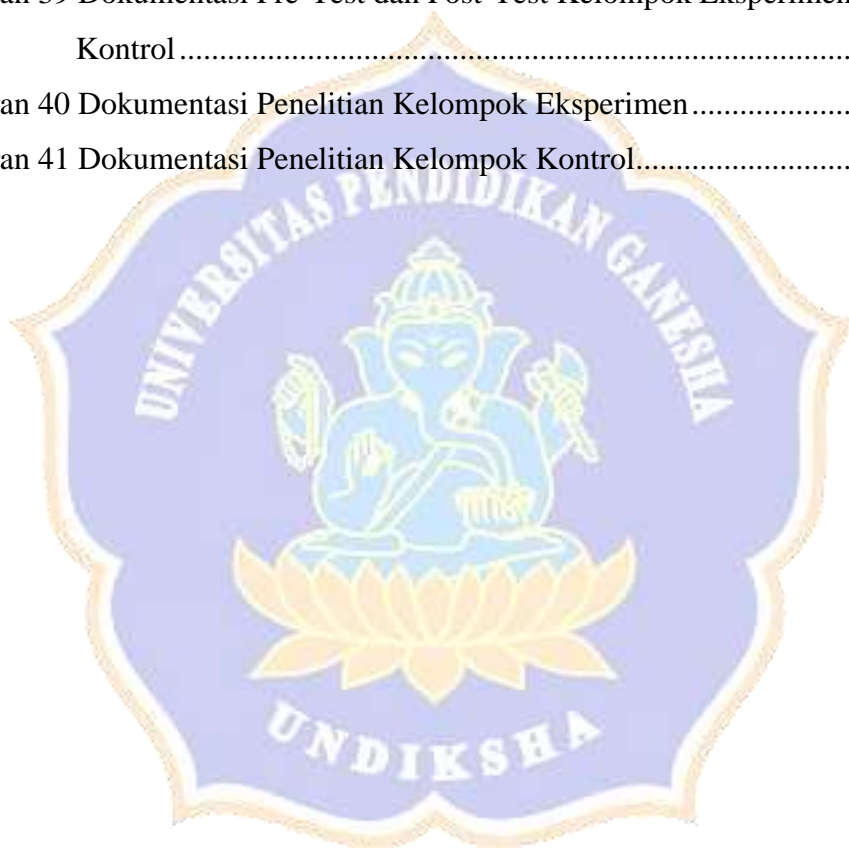 an 39 Dokumentasi Pre-Test dan Post-Test Kelompok Eksperimen
Kontrol................................................................................
an 40 Dokumentasi Penelitian Kelompok Eksperimen....................
an 41 Dokumentasi Penelitian Kelompok Kontrol...........................
UNIVERSITAS PENDIDIKAN GANESHA
UNDIKSHA